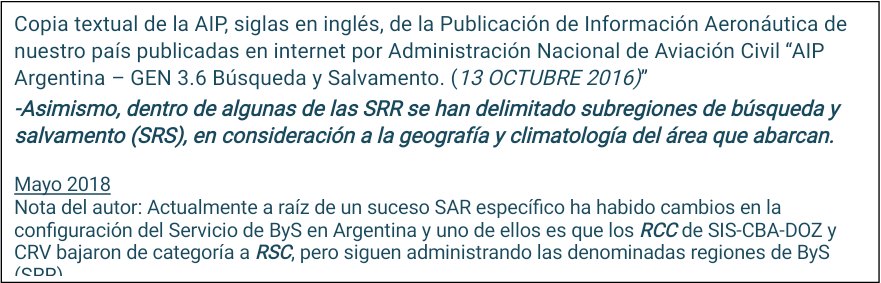 Copia textual de la AIP, siglas en inglés, de la Publicación de Información Aeronáutica de
nuestro país publicadas en internet por Administración Nacional de Aviación Civil “AIP
Argentina – GEN 3.6 Búsqueda y Salvamento. (13 OCTUBRE 2016)”
-Asimismo, dentro de algunas de las SRR se han delimitado subregiones de búsqueda y
salvamento (SRS), en consideración a la geografía y climatología del área que abarcan.
Mayo 2018
Nota del autor: Actualmente a raíz de un suceso SAR específico ha habido cambios en la
configuración del Servicio de ByS en Argentina y uno de ellos es que los RCC de SIS-CBA-DOZ y
CRV bajaron de categoría a RSC, pero siguen administrando las denominadas regiones de ByS